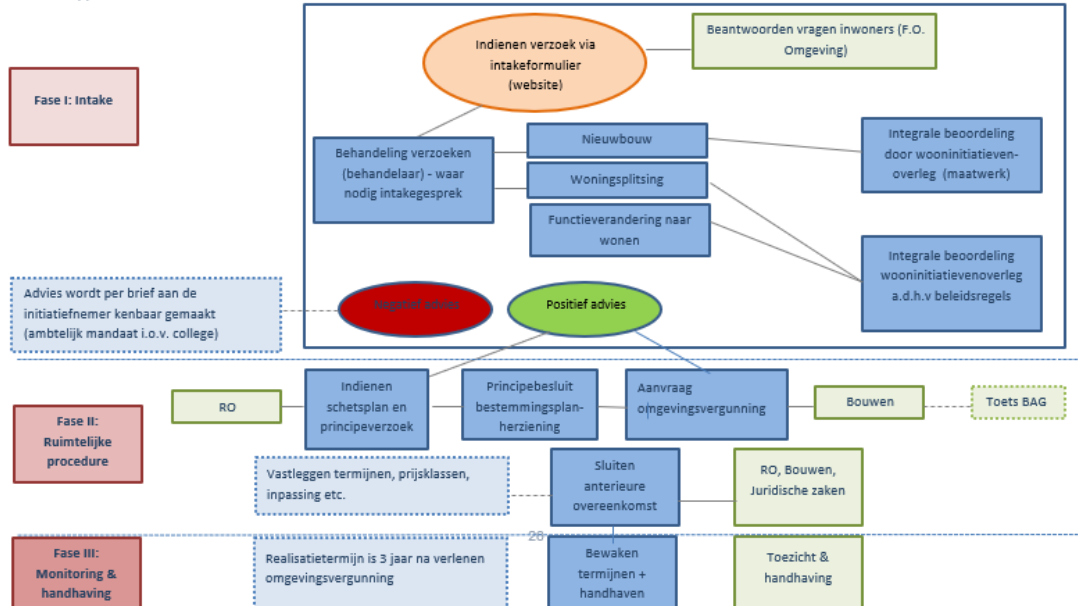 Indienen verzoek via
intakeformulier
(website)
Beantwoorden vragen inwoners (F.O.
Omgeving)
Fase I: Intake
Behandeling verzoeken
(behandelaar) - waar
nodig intakegesprek
Nieuwbouw
Woningsplitsing
Functieverandering naar
wonen
Integrale beoordeling
door wooninitiatieven-
overleg (maatwerk)
Integrale beoordeling
wooninitiatievenoverleg
a.d.h.v beleidsregels
Advies wordt per brief aan de
initiatiefnemer kenbaar gemaakt
(ambtelijk mandaat i.o.v. college)
Negatief advies
Positief advies
Fase II:
Ruimtelijke
procedure
RO
Indienen
schetsplan en
principeverzoek
Principebesluit
bestemmingsplan-
herziening
Aanvraag
omgevingsvergunning
Bouwen
Toets BAG
Vastleggen termijnen, prijsklassen,
inpassing etc.
Sluiten
anterieure
overeenkomst
RO, Bouwen,
Juridische zaken
26
Fase III:
Monitoring &
handhaving
Realisatietermijn is 3 jaar na verlenen
omgevingsvergunning
Bewaken
termijnen +
handhaven
Toezicht &
handhaving